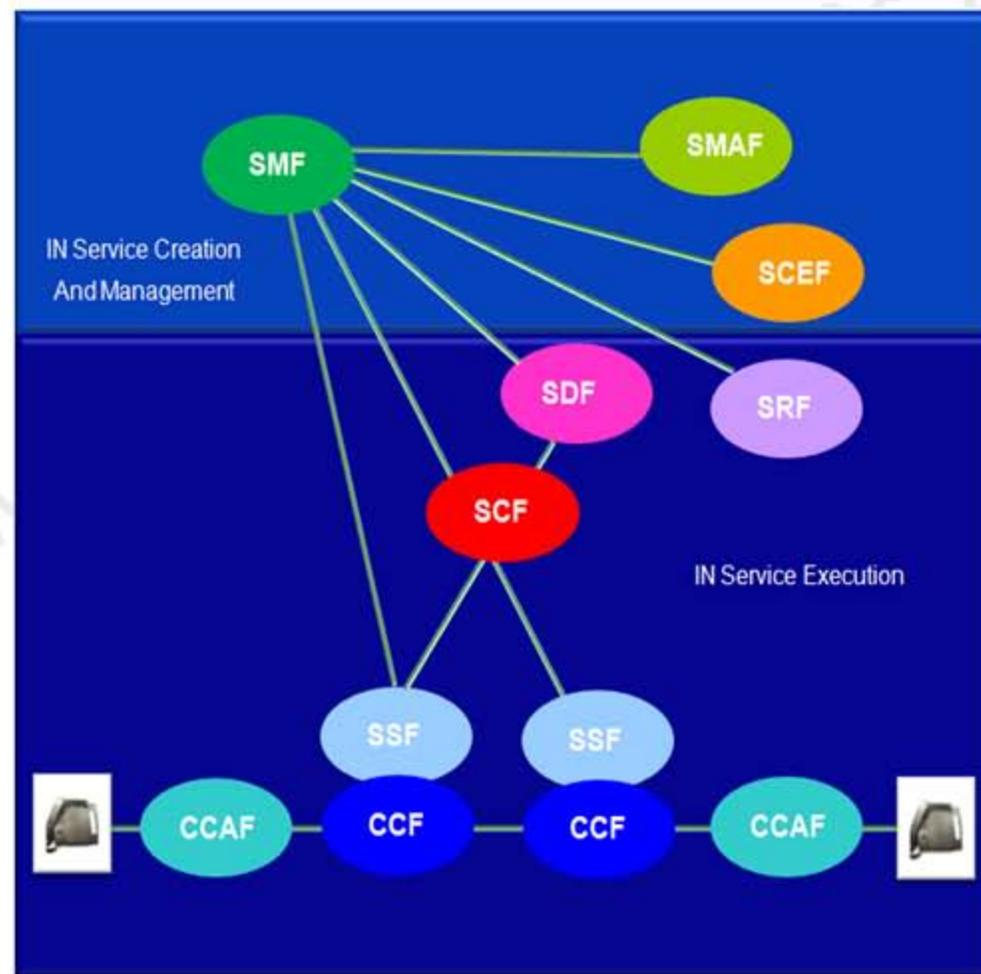 SMF
SMAF
IN Service Creation
And Management
SCEF
SDF
SRF
SCF
IN Service Execution
SSF
SSF
CCAF
CCF
CCF
CCAF